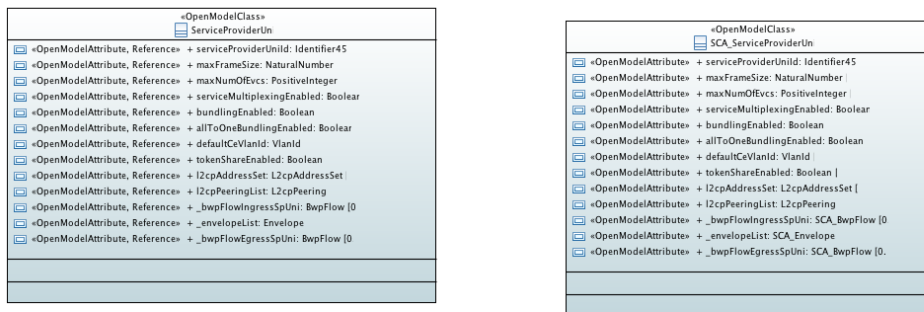 «OpenModelClass»
ServiceProviderUn
«OpenModelAttribute, Reference» + serviceProviderUniId: Identifier45
«OpenModelAttribute, Reference» + maxFrameSize: NaturalNumber
«OpenModelAttribute, Reference» + maxNumOfEvcs: PositiveInteger
«OpenModelAttribute, Reference» + serviceMultiplexingEnabled: Boolear
«OpenModelAttribute, Reference» + bundlingEnabled: Boolean
«OpenModelAttribute, Reference» + allToOneBundlingEnabled: Boolear
«OpenModelAttribute, Reference» + defaultCeVlanId: VlanId
«OpenModelAttribute, Reference» + tokenShareEnabled: Boolean
«OpenModelAttribute, Reference» + l2cpAddressSet: L2cpAddressSet
«OpenModelAttribute, Reference» + l2cpPeeringList: L2cpPeering
«OpenModelAttribute, Reference» + _bwpFlowIngressSpUni: BwpFlow [0
«OpenModelAttribute, Reference» + _envelopeList: Envelope
«OpenModelAttribute, Reference» + _bwpFlowEgressSpUni: BwpFlow [0
«OpenModelClass»
SCA_ServiceProviderUn
«OpenModelAttribute» + serviceProviderUniId: Identifier45
«OpenModelAttribute» + maxFrameSize: NaturalNumber
«OpenModelAttribute» + maxNumOfEvcs: PositiveInteger
«OpenModelAttribute» + serviceMultiplexingEnabled: Boolear
«OpenModelAttribute» + bundlingEnabled: Boolean
«OpenModelAttribute» + allToOneBundlingEnabled: Boolean
«OpenModelAttribute» + defaultCeVlanId: VlanId
«OpenModelAttribute» + tokenShareEnabled: Boolean [
«OpenModelAttribute» + l2cpAddressSet: L2cpAddressSet [
«OpenModelAttribute» + l2cpPeeringList: L2cpPeering
«OpenModelAttribute» + _bwpFlowIngressSpUni: SCA_BwpFlow [0
«OpenModelAttribute» + _envelopeList: SCA_Envelope
«OpenModelAttribute» + _bwpFlowEgressSpUni: SCA_BwpFlow [0.